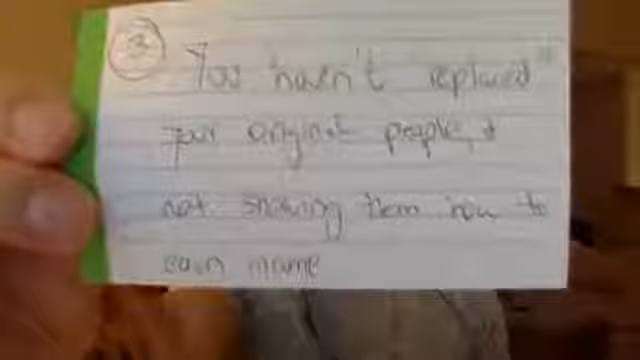 ③ You haven't replaced
your original people, &
not showing them how to
earn more